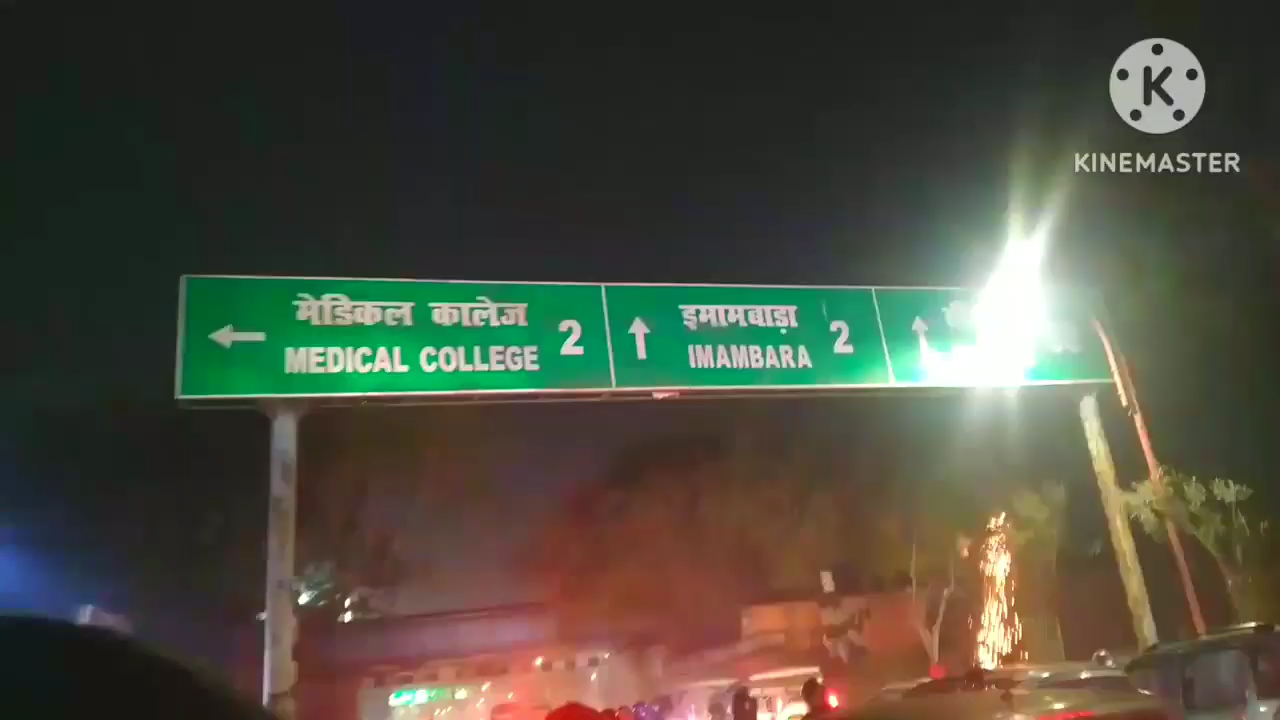 K
KINEMASTER
मेडिकल कालेज
MEDICAL COLLEGE 2
इमामबाड़ा
IMAMBARA 2